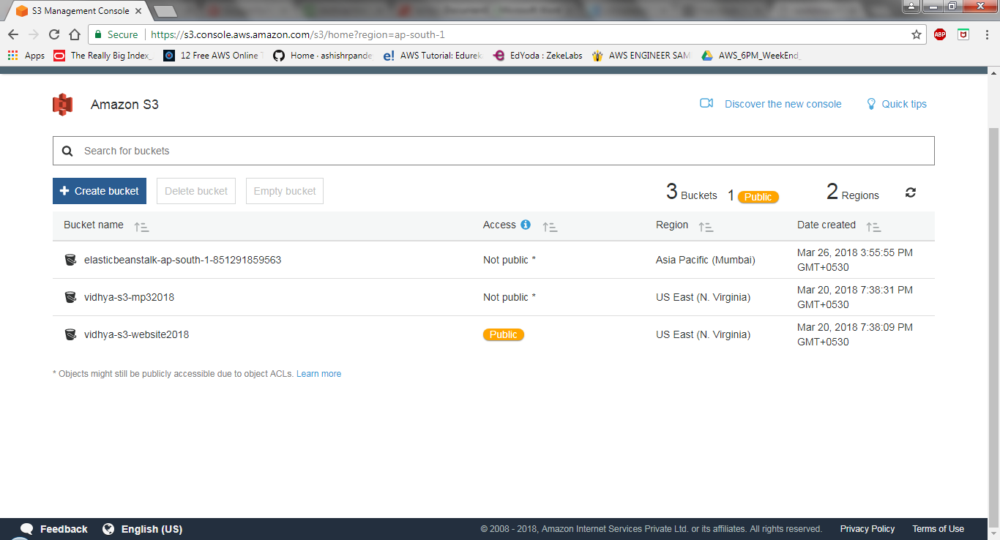 S3 Management Console
Secure https://s3.console.aws.amazon.com/s3/home?region=ap-south-1
ABP
Apps The Really Big Index 12 Free AWS Online Home · ashishrpande AWS Tutorial: Edurek EdYoda : ZekeLabs AWS ENGINEER SAM AWS_6PM_WeekEnd
Amazon S3 Discover the new console Quick tips
Search for buckets
Create bucket Delete bucket Empty bucket 3 Buckets 1 Public 2 Regions
Bucket name Access Region Date created
elasticbeanstalk-ap-south-1-851291859563 Not public * Asia Pacific (Mumbai) Mar 26, 2018 3:55:55 PM
GMT+0530
vidhya-s3-mp32018 Not public * US East (N. Virginia) Mar 20, 2018 7:38:31 PM
GMT+0530
vidhya-s3-website2018 Public US East (N. Virginia) Mar 20, 2018 7:38:09 PM
GMT+0530
* Objects might still be publicly accessible due to object ACLs. Learn more
Feedback English (US) © 2008 - 2018, Amazon Internet Services Private Ltd. or its affiliates. All rights reserved. Privacy Policy Terms of Use